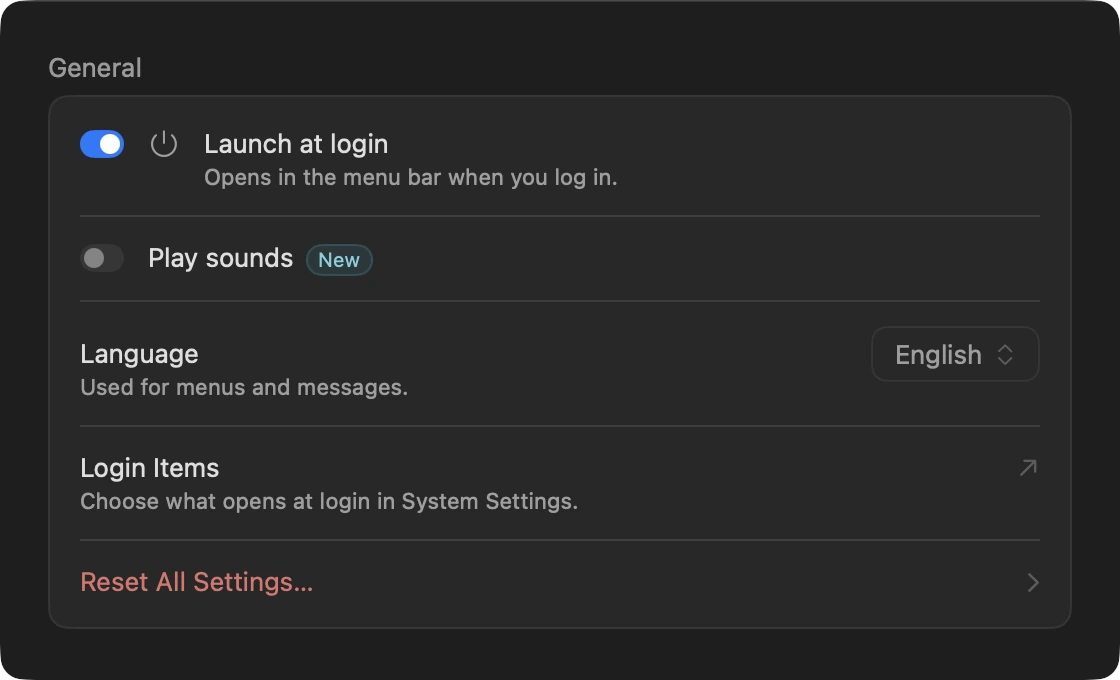 General
Launch at login
Opens in the menu bar when you log in.
Play sounds New
Language
English
Used for menus and messages.
Login Items
Choose what opens at login in System Settings.
Reset All Settings...